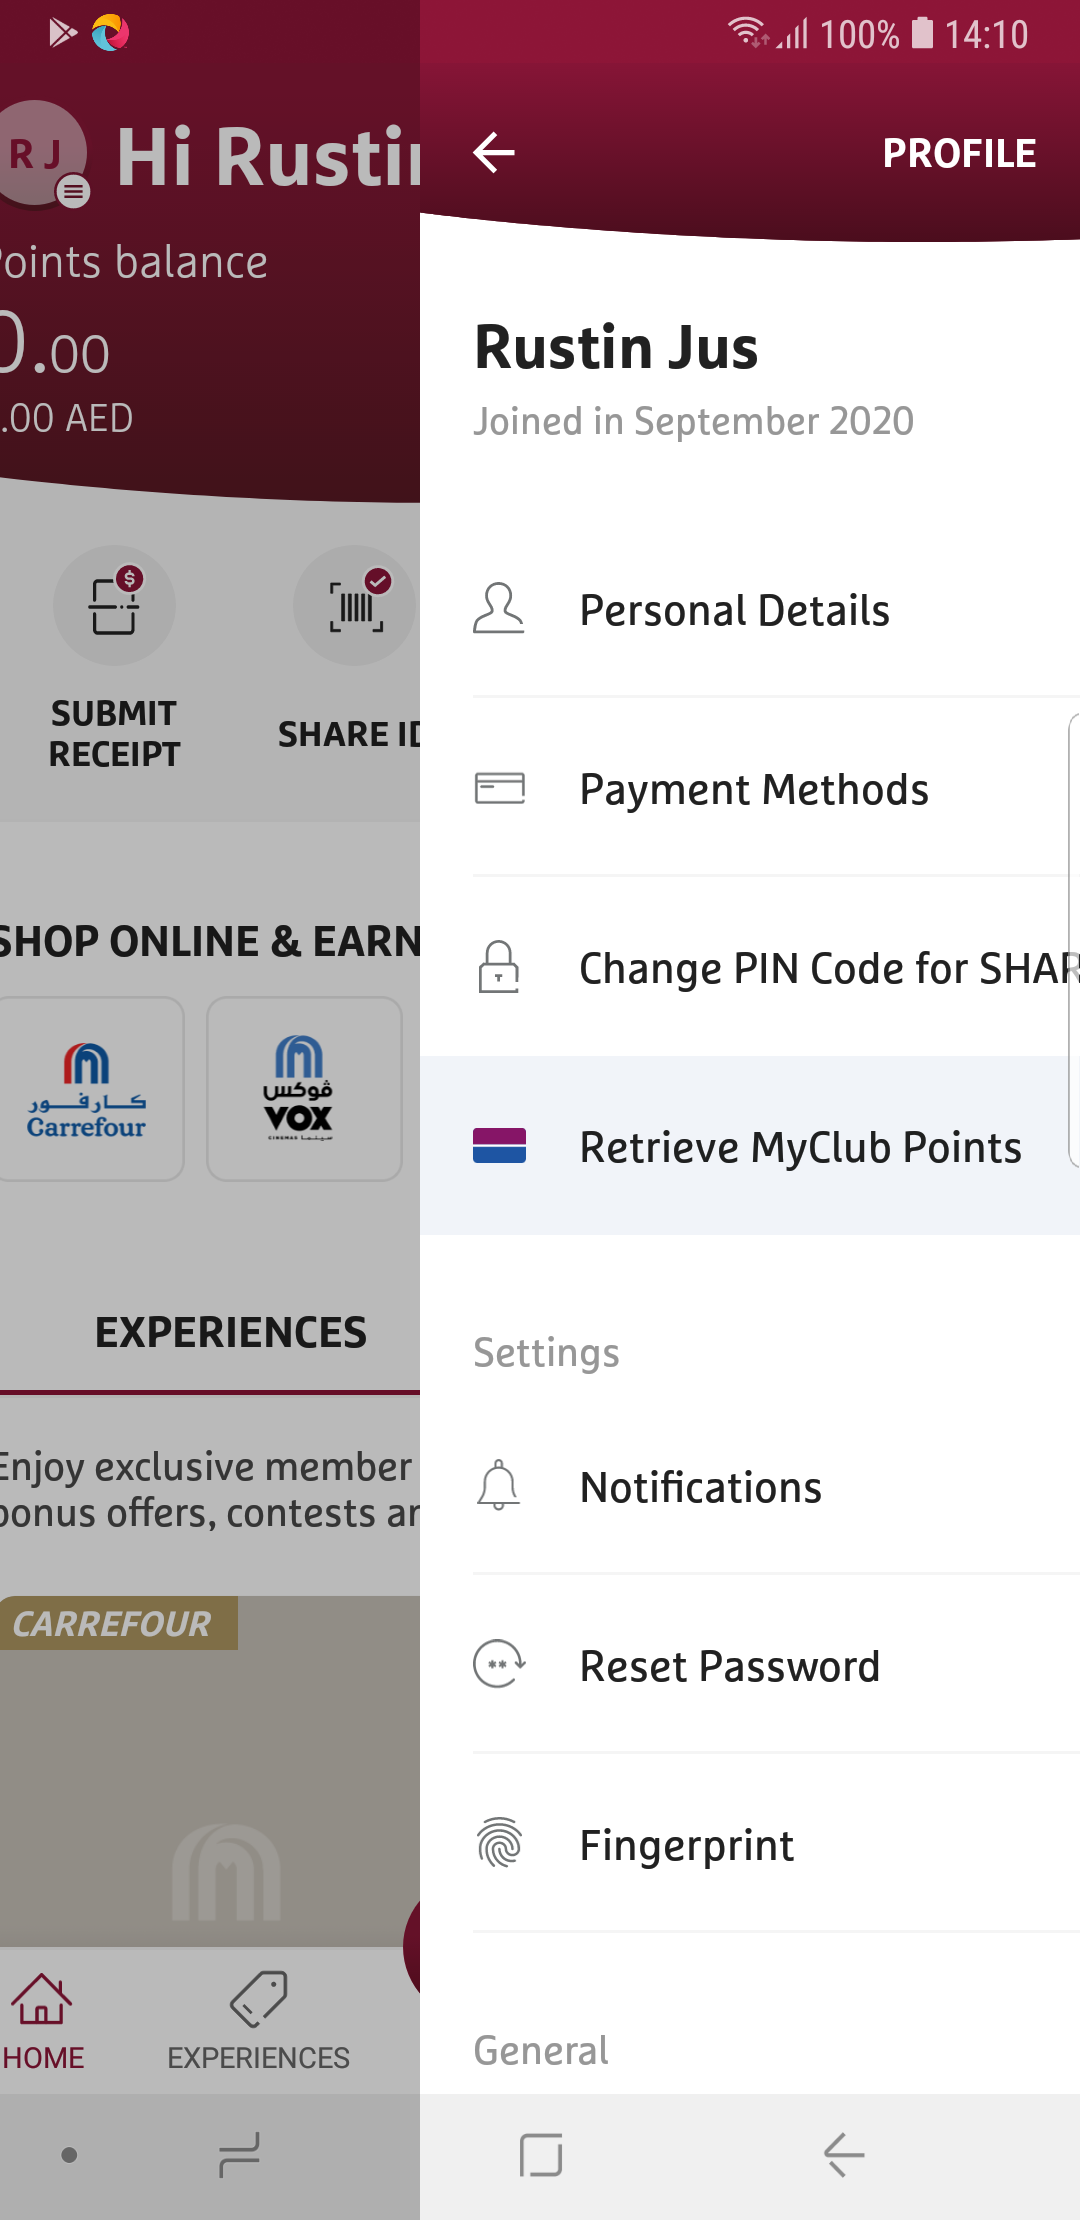 100% 14:10
R J
Hi Rustin
Points balance
0.00
.00 AED
SUBMIT
RECEIPT
SHARE ID
SHOP ONLINE & EARN
كارفور
Carrefour
ڤوكس
VOX
CINEMAS سينما
EXPERIENCES
Enjoy exclusive member
bonus offers, contests an
CARREFOUR
HOME
EXPERIENCES
PROFILE
Rustin Jus
Joined in September 2020
Personal Details
Payment Methods
Change PIN Code for SHAR
Retrieve MyClub Points
Settings
Notifications
Reset Password
Fingerprint
General